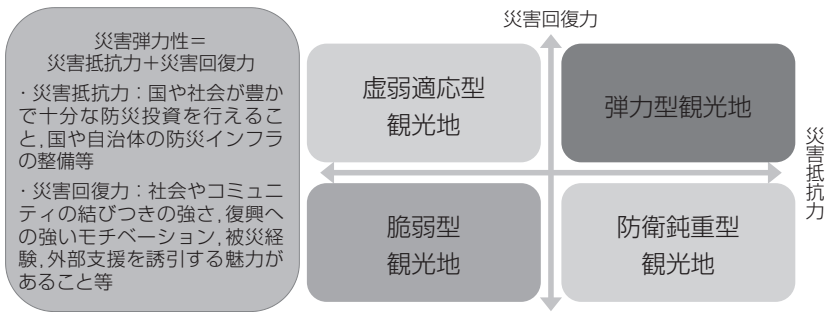 災害弾力性＝
災害抵抗力＋災害回復力
・災害抵抗力：国や社会が豊か
で十分な防災投資を行えるこ
と，国や自治体の防災インフラ
の整備等
・災害回復力：社会やコミュニ
ティの結びつきの強さ，復興へ
の強いモチベーション，被災経
験，外部支援を誘引する魅力が
あること等
災害回復力
虚弱適応型
観光地
弾力型観光地
災害抵抗力
脆弱型
観光地
防衛鈍重型
観光地